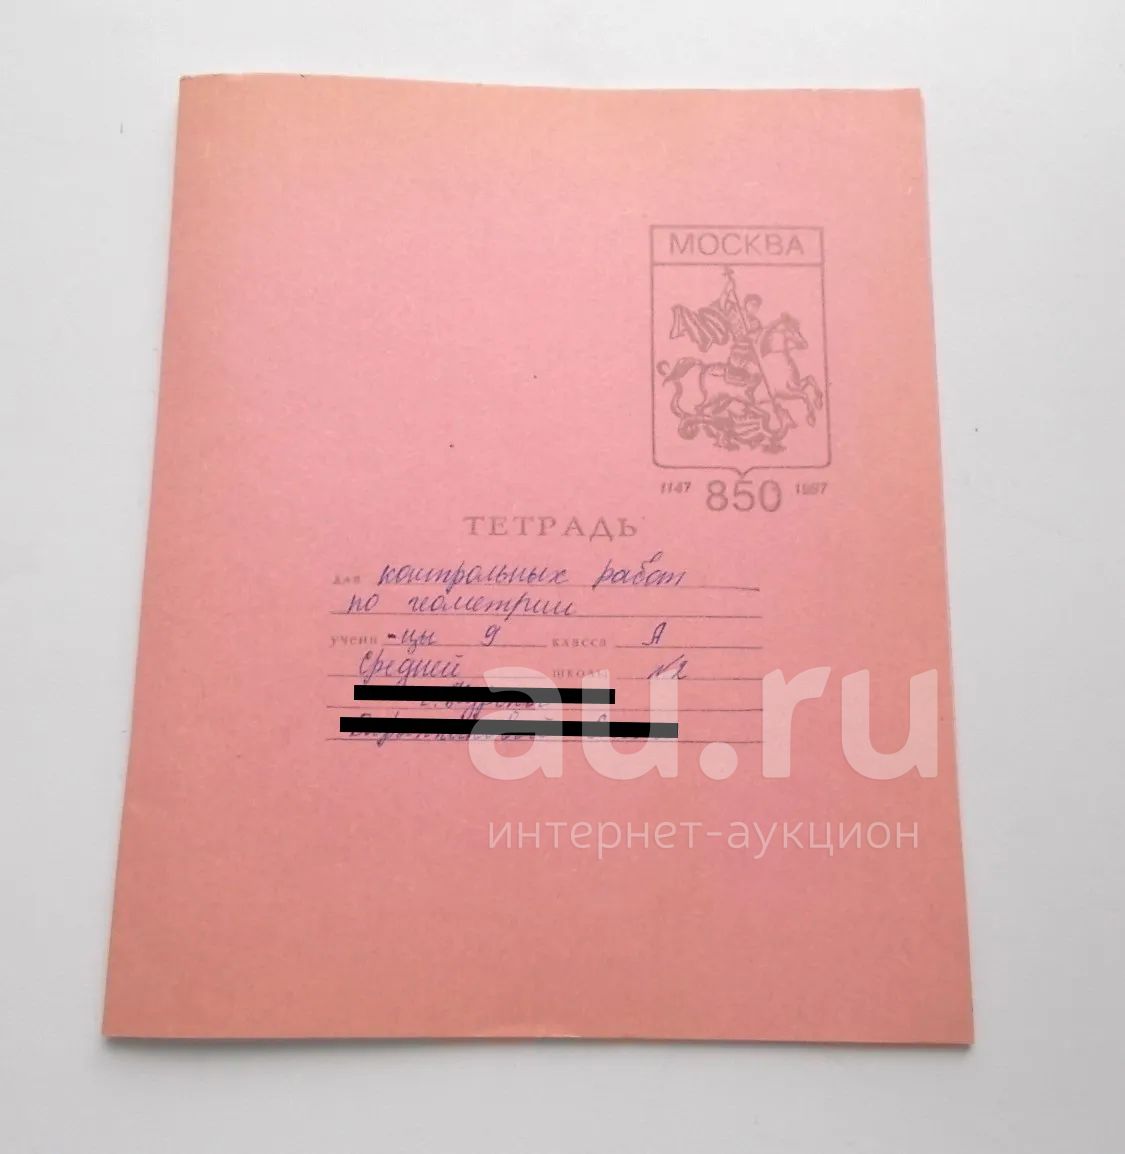 МОСКВА
1147 850 1997
ТЕТРАДЬ
для контрольных работ
по геометрии
учени -цы 9 класса А
средней школы №2
au.ru
интернет-аукцион